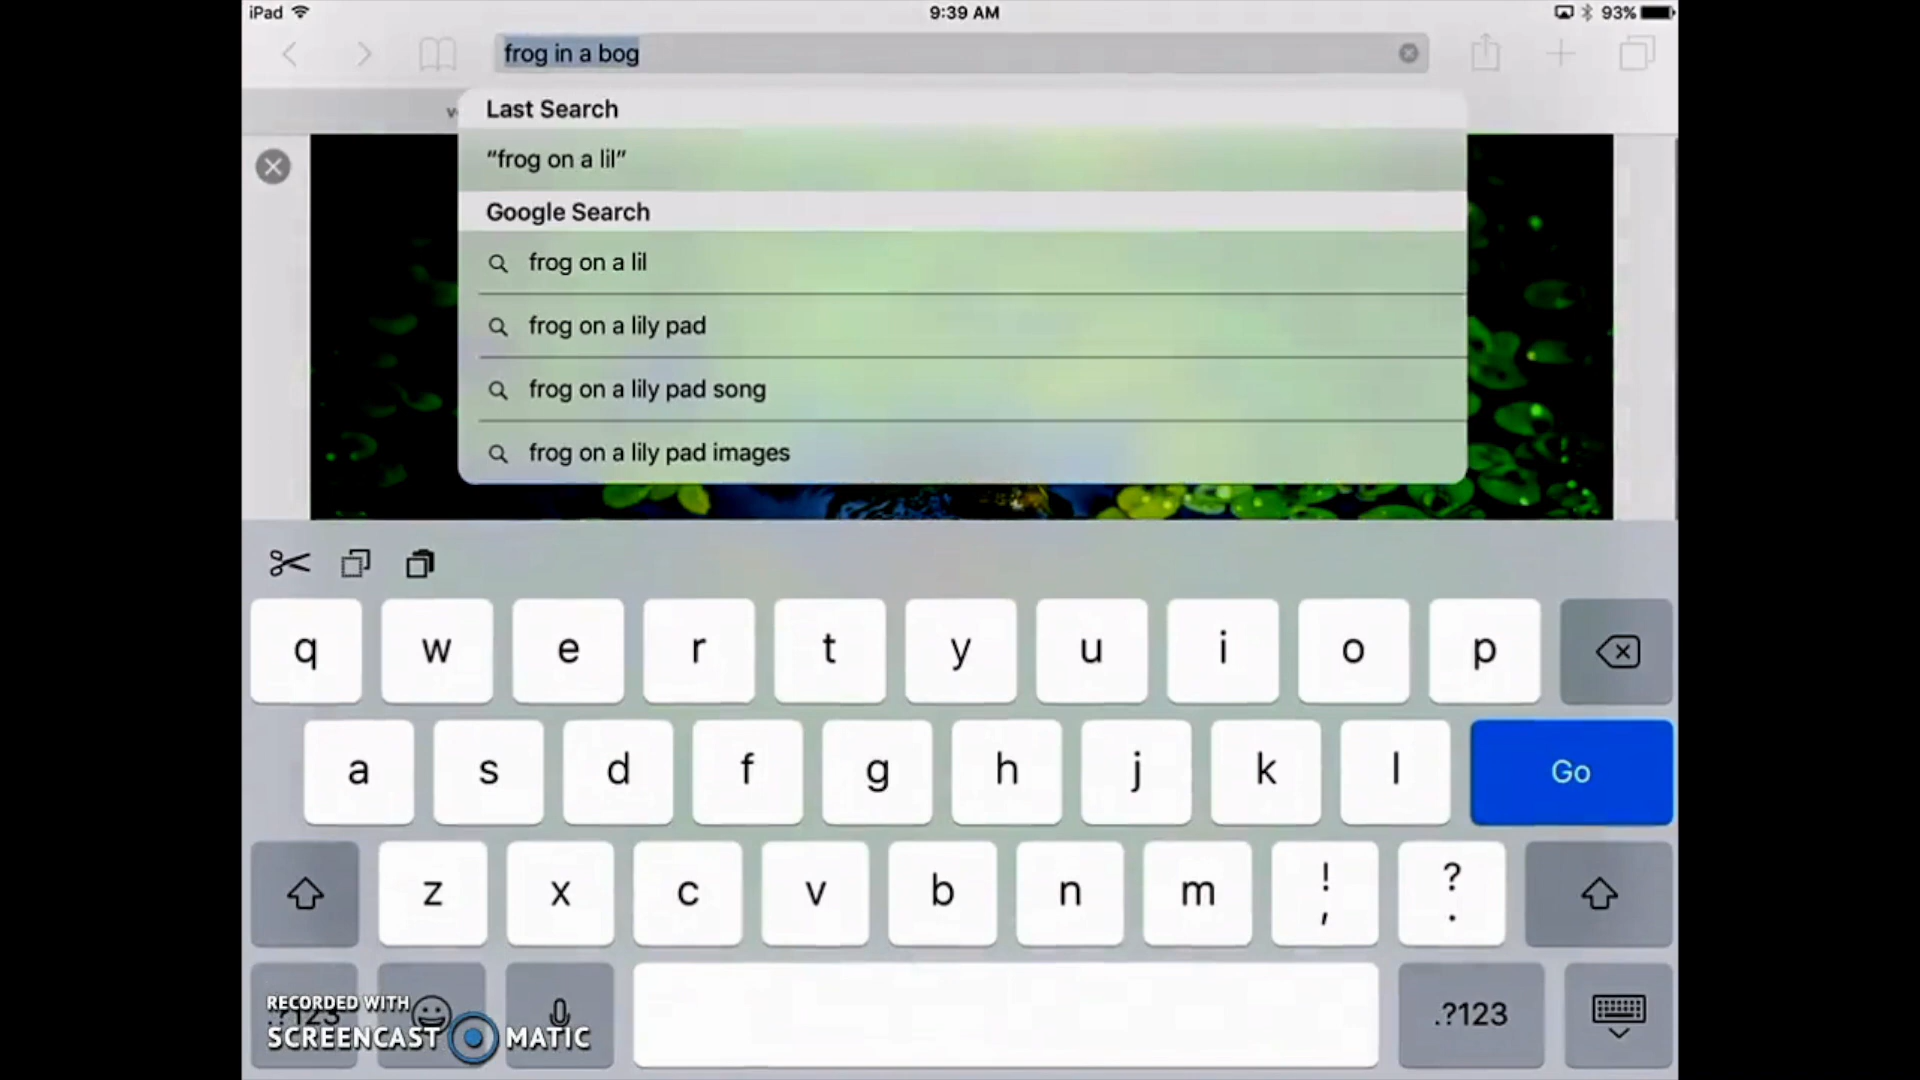 iPad 9:39 AM 93%
frog in a bog
Last Search
“frog on a lil”
Google Search
frog on a lil
frog on a lily pad
frog on a lily pad song
frog on a lily pad images
q w e r t y u i o p
a s d f g h j k l Go
z x c v b n m ! , ? .
.?123 .?123
RECORDED WITH
SCREENCAST MATIC